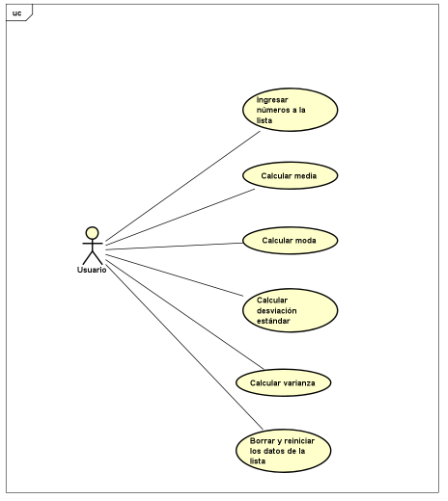 uc
Ingresar
números a la
lista
Calcular media
Calcular moda
Usuario
Calcular
desviación
estándar
Calcular varianza
Borrar y reiniciar
los datos de la
lista